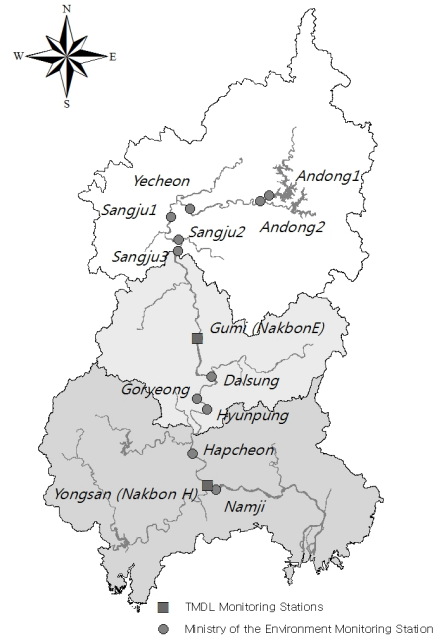 N
W E
S
Andong1
Yecheon
Sangju1
Sangju2
Andong2
Sangju3
Gumi (NakbonE)
Dalsung
Goryeong
Hyunpung
Hapcheon
Yongsan (Nakbon H)
Namji
TMDL Monitoring Stations
Ministry of the Environment Monitoring Station